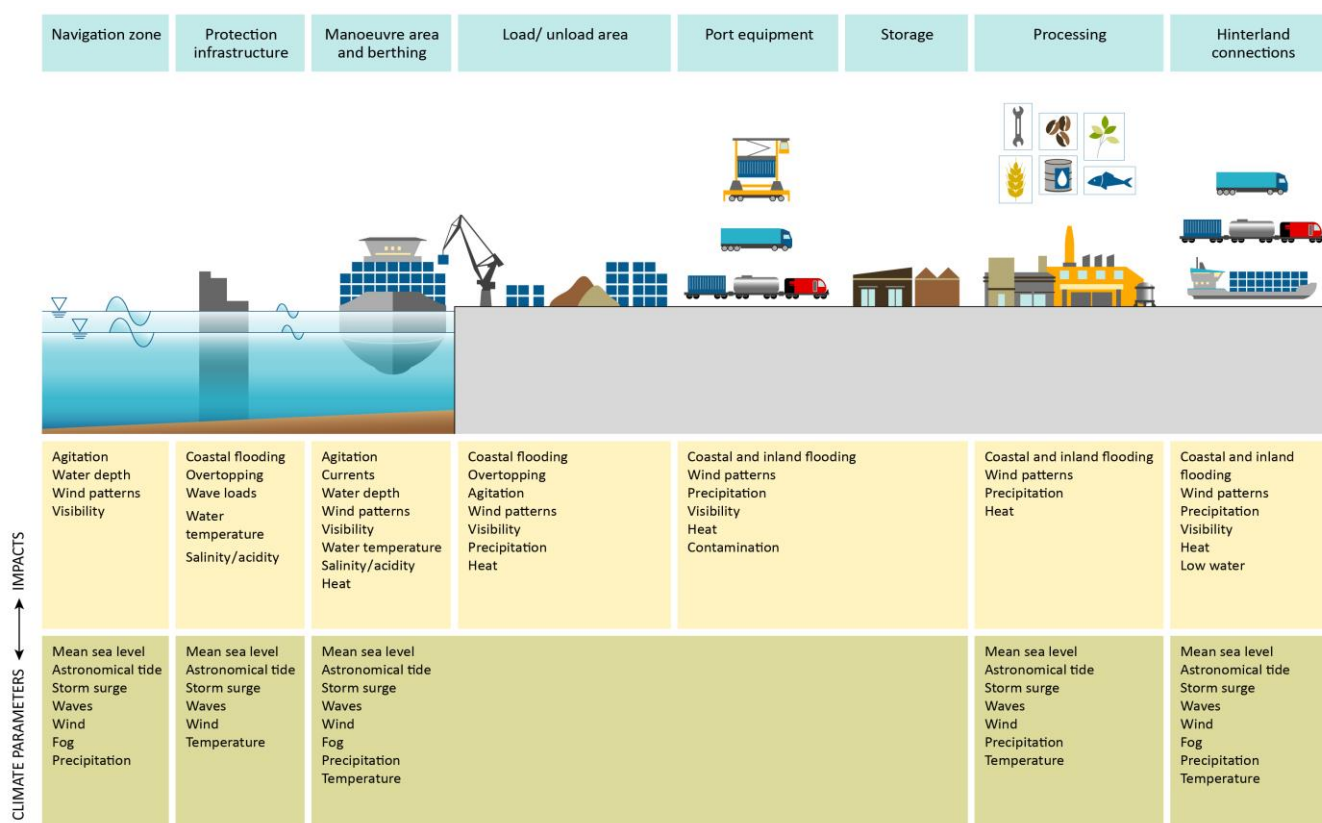 Navigation zone
Protection
infrastructure
Manoeuvre area
and berthing
Load/ unload area
Port equipment
Storage
Processing
Hinterland
connections
IMPACTS
Agitation
Water depth
Wind patterns
Visibility
Coastal flooding
Overtopping
Wave loads
Water
temperature
Salinity/acidity
Agitation
Currents
Water depth
Wind patterns
Visibility
Water temperature
Salinity/acidity
Heat
Coastal flooding
Overtopping
Agitation
Wind patterns
Visibility
Precipitation
Heat
Coastal and inland flooding
Wind patterns
Precipitation
Visibility
Heat
Contamination
Coastal and inland flooding
Wind patterns
Precipitation
Heat
Coastal and inland
flooding
Wind patterns
Precipitation
Visibility
Heat
Low water
CLIMATE PARAMETERS
Mean sea level
Astronomical tide
Storm surge
Waves
Wind
Fog
Precipitation
Mean sea level
Astronomical tide
Storm surge
Waves
Wind
Temperature
Mean sea level
Astronomical tide
Storm surge
Waves
Wind
Fog
Precipitation
Temperature
Mean sea level
Astronomical tide
Storm surge
Waves
Wind
Precipitation
Temperature
Mean sea level
Astronomical tide
Storm surge
Waves
Wind
Fog
Precipitation
Temperature